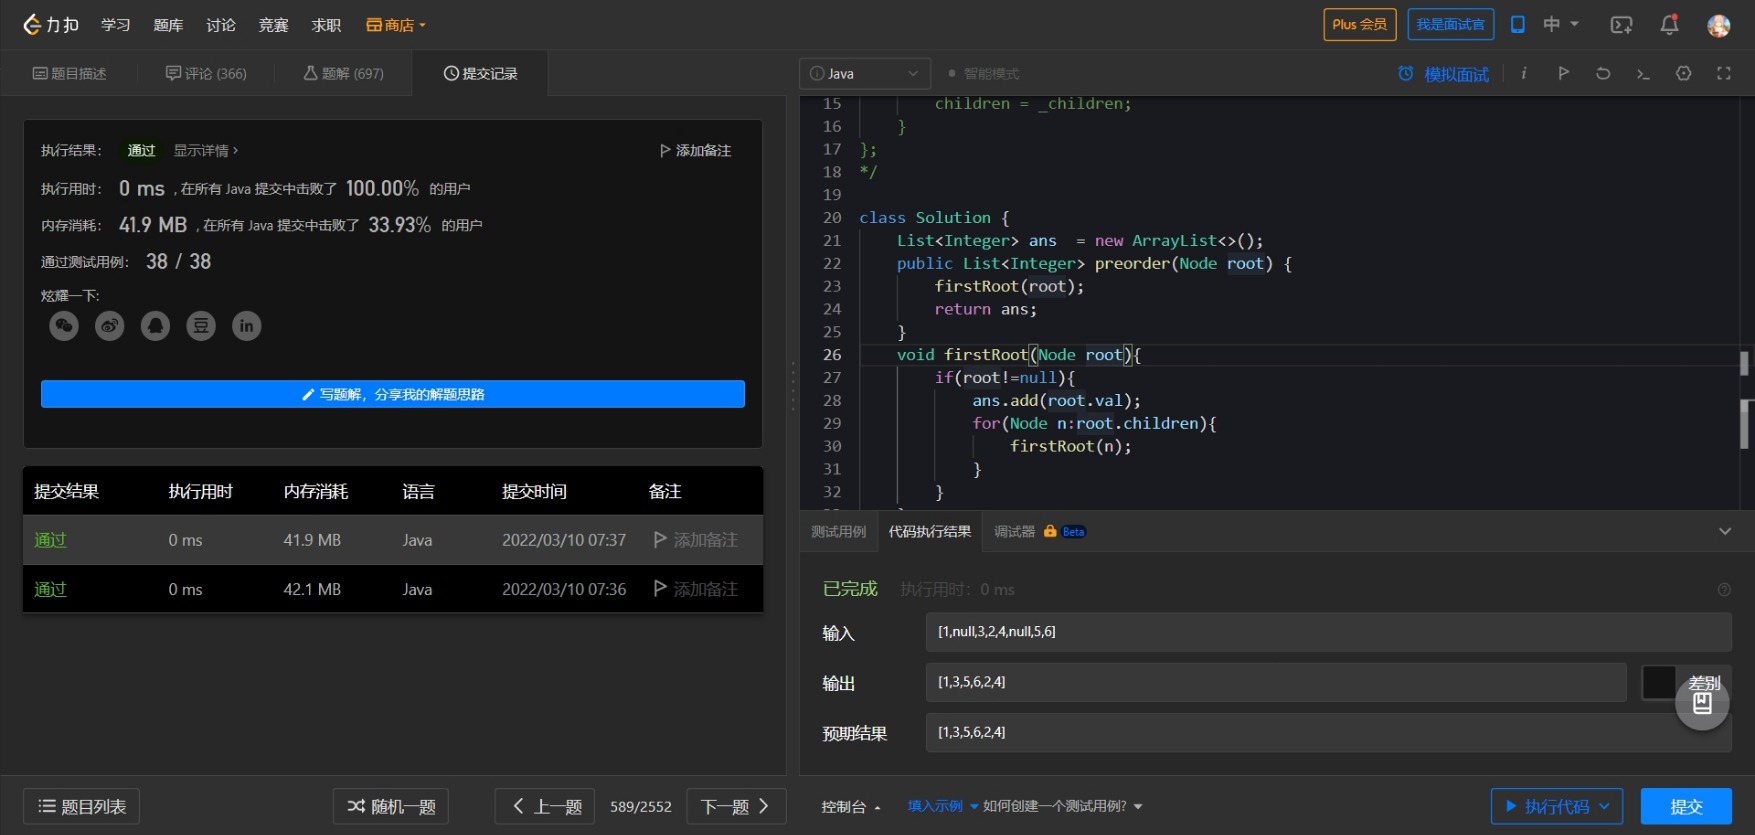 力扣 学习 题库 讨论 竞赛 求职 商店 Plus 会员 我是面试官 中
题目描述 评论 (366) 题解 (697) 提交记录
执行结果： 通过 显示详情 › 添加备注
执行用时： 0 ms , 在所有 Java 提交中击败了 100.00% 的用户
内存消耗： 41.9 MB , 在所有 Java 提交中击败了 33.93% 的用户
通过测试用例： 38 / 38
炫耀一下:
写题解，分享我的解题思路
提交结果 执行用时 内存消耗 语言 提交时间 备注
通过 0 ms 41.9 MB Java 2022/03/10 07:37 添加备注
通过 0 ms 42.1 MB Java 2022/03/10 07:36 添加备注
题目列表 随机一题 上一题 589/2552 下一题
Java 智能模式 模拟面试
15 children = _children;
16 }
17 };
18 */
19
20 class Solution {
21 List<Integer> ans  = new ArrayList<>();
22 public List<Integer> preorder(Node root) {
23 firstRoot(root);
24 return ans;
25 }
26 void firstRoot(Node root){
27 if(root!=null){
28 ans.add(root.val);
29 for(Node n:root.children){
30 firstRoot(n);
31 }
32 }
测试用例 代码执行结果 调试器 Beta
已完成 执行用时：0 ms
输入 [1,null,3,2,4,null,5,6]
输出 [1,3,5,6,2,4] 差别
预期结果 [1,3,5,6,2,4]
控制台 填入示例 如何创建一个测试用例? 执行代码 提交